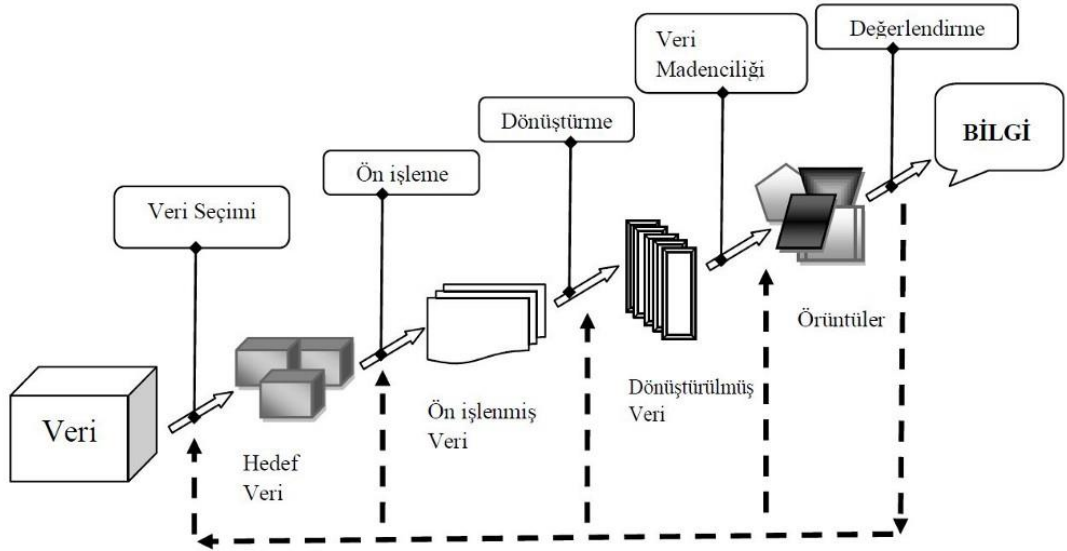 Veri
Veri Seçimi
Hedef
Veri
Ön işleme
Ön işlenmiş
Veri
Dönüştürme
Dönüştürülmüş
Veri
Veri
Madenciliği
Örüntüler
Değerlendirme
BİLGİ